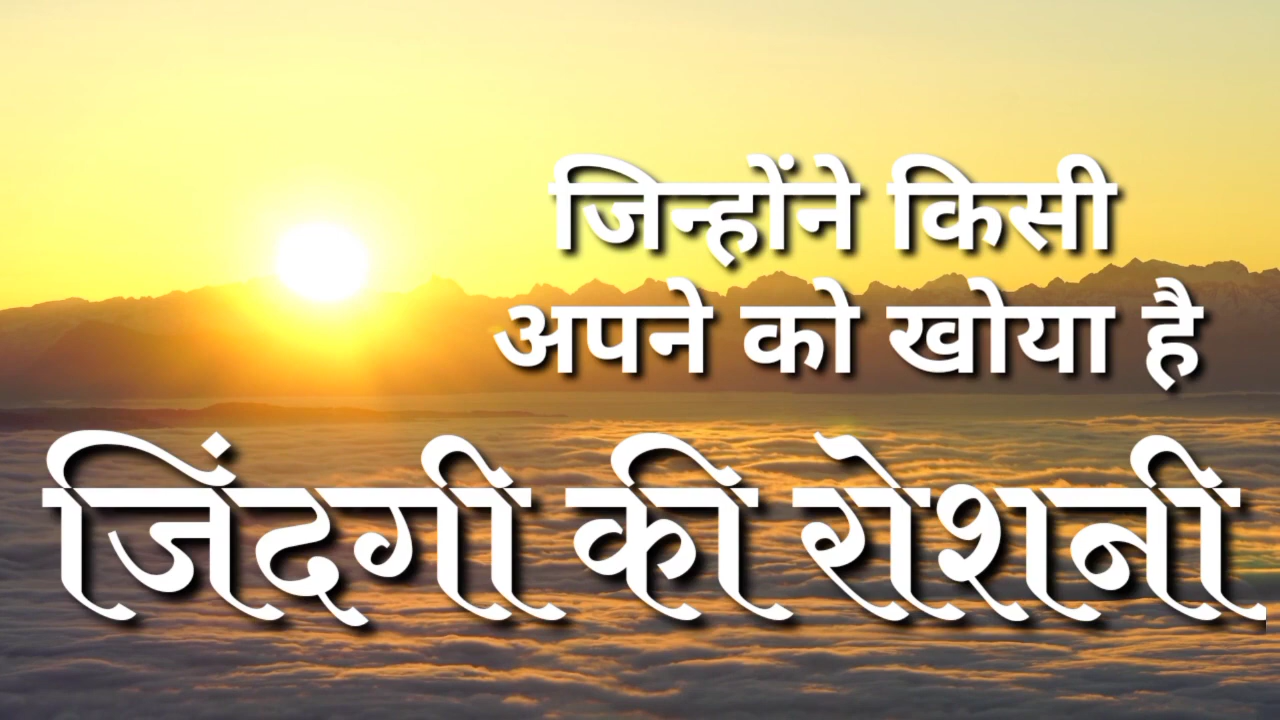 जिन्होंने किसी
अपने को खोया है
जिंदगी की रोशनी